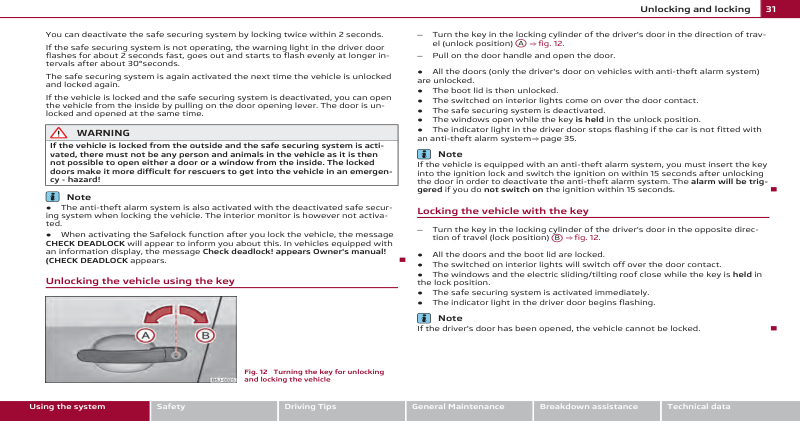 Unlocking and locking 31
You can deactivate the safe securing system by locking twice within 2 seconds.
If the safe securing system is not operating, the warning light in the driver door
flashes for about 2 seconds fast, goes out and starts to flash evenly at longer in-
tervals after about 30°seconds.
The safe securing system is again activated the next time the vehicle is unlocked
and locked again.
If the vehicle is locked and the safe securing system is deactivated, you can open
the vehicle from the inside by pulling on the door opening lever. The door is un-
locked and opened at the same time.
WARNING
If the vehicle is locked from the outside and the safe securing system is acti-
vated, there must not be any person and animals in the vehicle as it is then
not possible to open either a door or a window from the inside. The locked
doors make it more difficult for rescuers to get into the vehicle in an emergen-
cy - hazard!
Note
● The anti-theft alarm system is also activated with the deactivated safe secur-
ing system when locking the vehicle. The interior monitor is however not activa-
ted.
● When activating the Safelock function after you lock the vehicle, the message
CHECK DEADLOCK will appear to inform you about this. In vehicles equipped with
an information display, the message Check deadlock! appears Owner's manual!
(CHECK DEADLOCK appears.
Unlocking the vehicle using the key
A B
Fig. 12 Turning the key for unlocking
and locking the vehicle
– Turn the key in the locking cylinder of the driver's door in the direction of trav-
el (unlock position) A ⇒ fig. 12.
– Pull on the door handle and open the door.
● All the doors (only the driver's door on vehicles with anti-theft alarm system)
are unlocked.
● The boot lid is then unlocked.
● The switched on interior lights come on over the door contact.
● The safe securing system is deactivated.
● The windows open while the key is held in the unlock position.
● The indicator light in the driver door stops flashing if the car is not fitted with
an anti-theft alarm system⇒ page 35.
Note
If the vehicle is equipped with an anti-theft alarm system, you must insert the key
into the ignition lock and switch the ignition on within 15 seconds after unlocking
the door in order to deactivate the anti-theft alarm system. The alarm will be trig-
gered if you do not switch on the ignition within 15 seconds.
Locking the vehicle with the key
– Turn the key in the locking cylinder of the driver's door in the opposite direc-
tion of travel (lock position) B ⇒ fig. 12.
● All the doors and the boot lid are locked.
● The switched on interior lights will switch off over the door contact.
● The windows and the electric sliding/tilting roof close while the key is held in
the lock position.
● The safe securing system is activated immediately.
● The indicator light in the driver door begins flashing.
Note
If the driver's door has been opened, the vehicle cannot be locked.
Using the system Safety Driving Tips General Maintenance Breakdown assistance Technical data